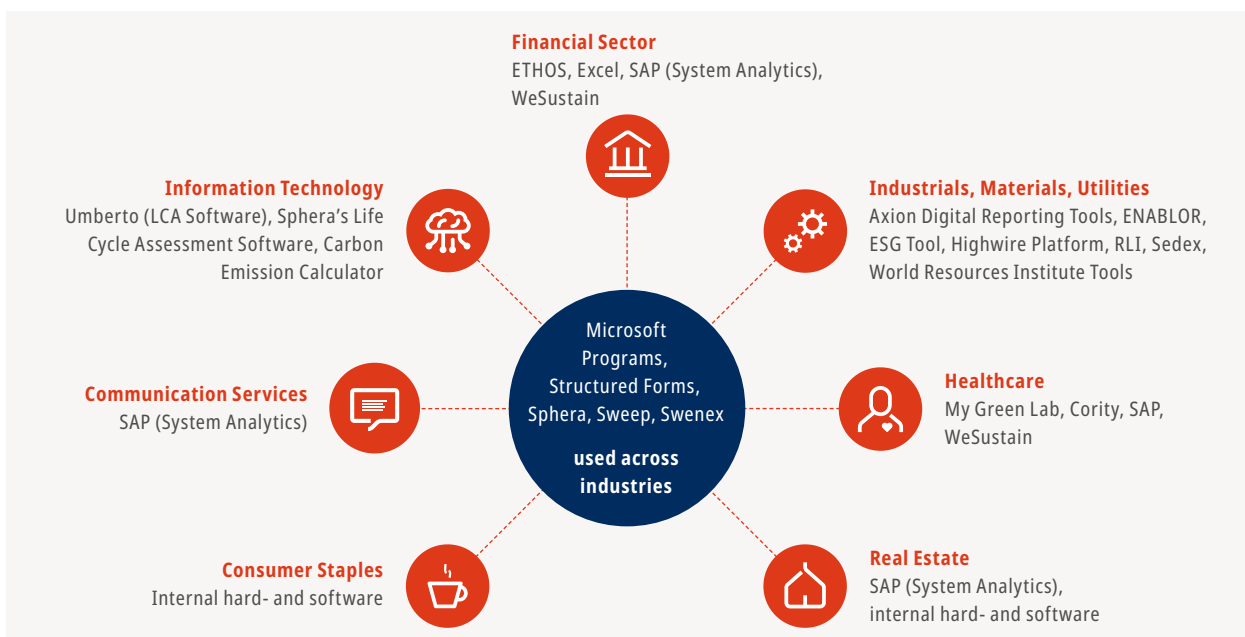 Financial Sector
ETHOS, Excel, SAP (System Analytics),
WeSustain
Information Technology
Umberto (LCA Software), Sphera’s Life
Cycle Assessment Software, Carbon
Emission Calculator
Industrials, Materials, Utilities
Axion Digital Reporting Tools, ENABLOR,
ESG Tool, Highwire Platform, RLI, Sedex,
World Resources Institute Tools
Microsoft
Programs,
Structured Forms,
Sphera, Sweep, Swenex
used across
industries
Communication Services
SAP (System Analytics)
Healthcare
My Green Lab, Cority, SAP,
WeSustain
Consumer Staples
Internal hard- and software
Real Estate
SAP (System Analytics),
internal hard- and software